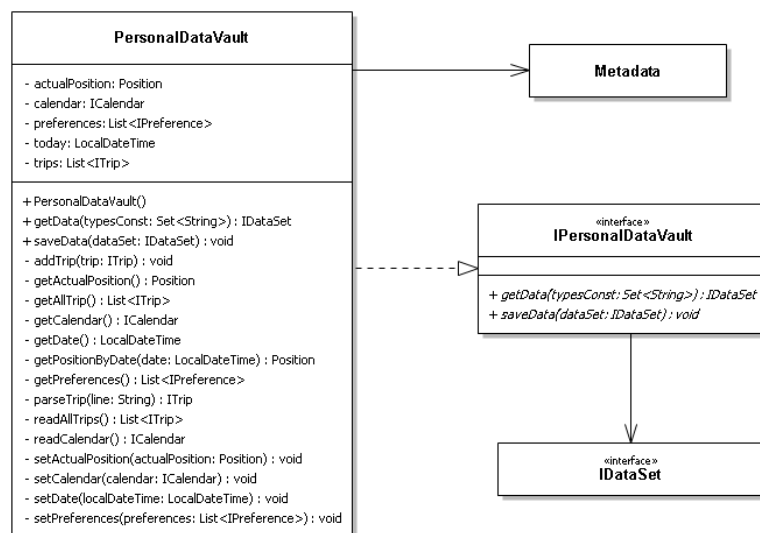 PersonalDataVault
- actualPosition: Position
- calendar: ICalendar
- preferences: List<IPreference>
- today: LocalDateTime
- trips: List<ITrip>
+ PersonalDataVault()
+ getData(typesConst: Set<String>) : IDataSet
+ saveData(dataSet: IDataSet) : void
- addTrip(trip: ITrip) : void
- getActualPosition() : Position
- getAllTrip() : List<ITrip>
- getCalendar() : ICalendar
- getDate() : LocalDateTime
- getPositionByDate(date: LocalDateTime) : Position
- getPreferences() : List<IPreference>
- parseTrip(line: String) : ITrip
- readAllTrips() : List<ITrip>
- readCalendar() : ICalendar
- setActualPosition(actualPosition: Position) : void
- setCalendar(calendar: ICalendar) : void
- setDate(localDateTime: LocalDateTime) : void
- setPreferences(preferences: List<IPreference>) : void
Metadata
«interface»
IPersonalDataVault
+ getData(typesConst: Set<String>) : IDataSet
+ saveData(dataSet: IDataSet) : void
«interface»
IDataSet